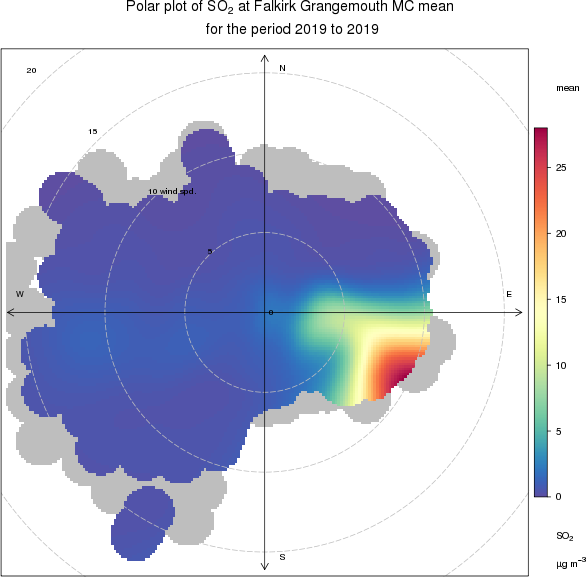 Polar plot of SO₂ at Falkirk Grangemouth MC mean
for the period 2019 to 2019
20
N
mean
15
25
10 wind spd.
20
5
W
E
0
15
10
5
0
SO₂
S
µg m⁻³